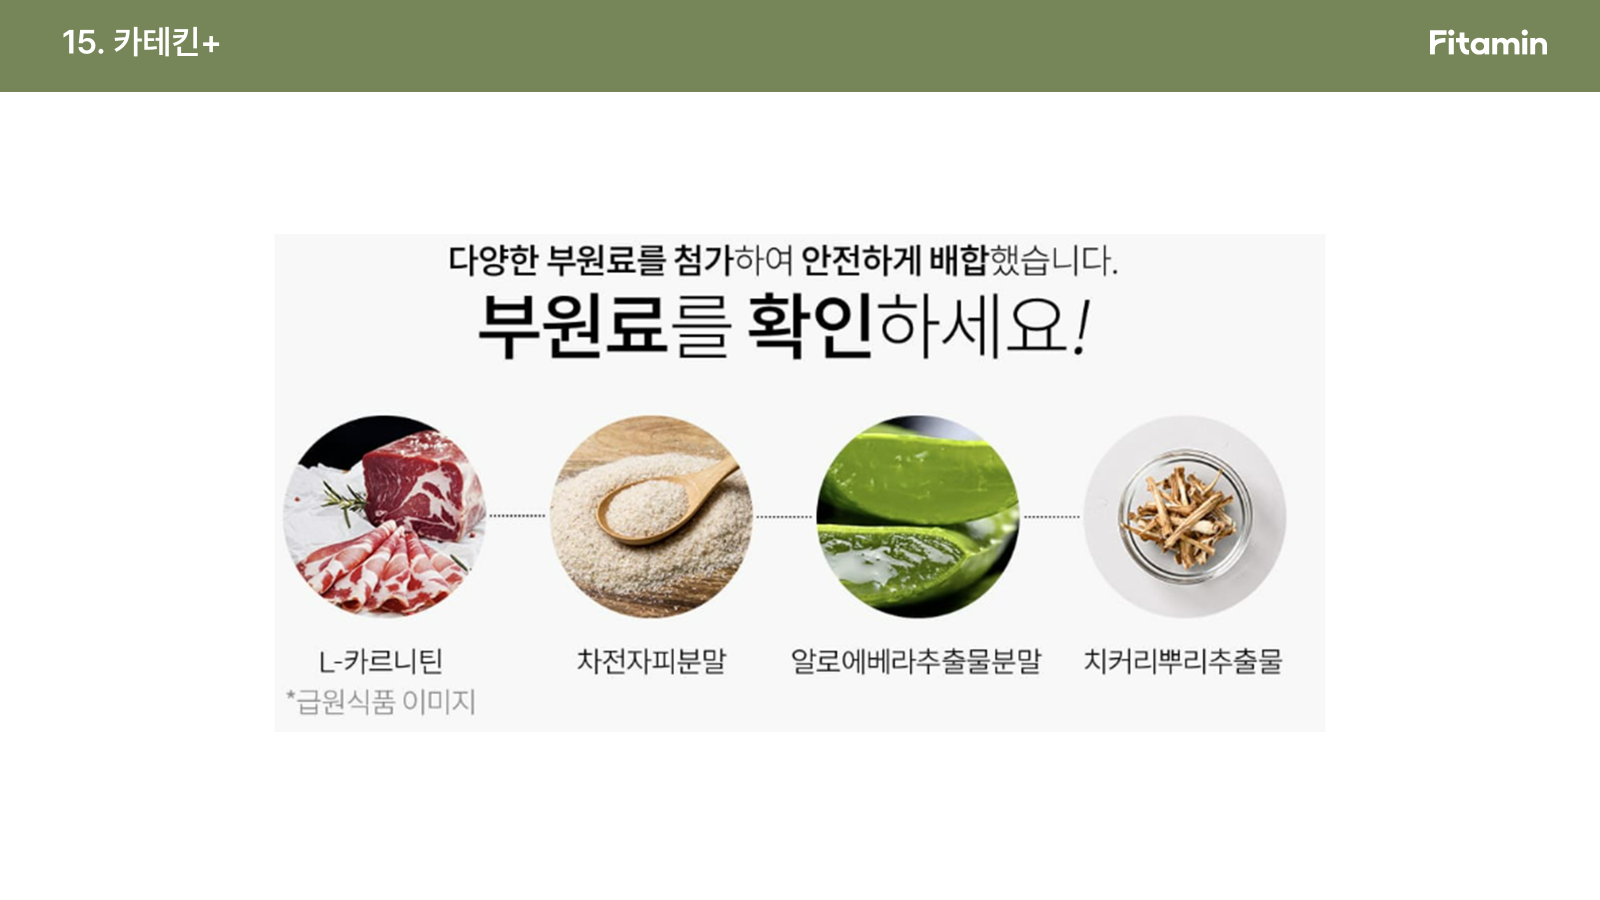 15. 카테킨+
Fitamin
다양한 부원료를 첨가하여 안전하게 배합했습니다.
부원료를 확인하세요!
L-카르니틴
차전자피분말
알로에베라추출물분말
치커리뿌리추출물
*급원식품 이미지